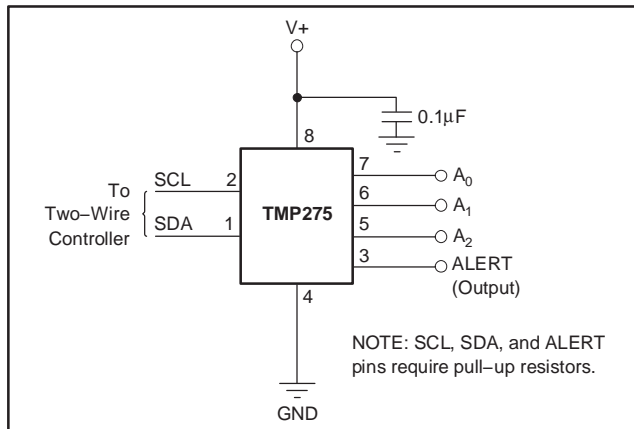 V+
0.1μF
8
To
Two–Wire
Controller
SCL
2
SDA
1
TMP275
7
A0
6
A1
5
A2
3
ALERT
(Output)
4
GND
NOTE: SCL, SDA, and ALERT
pins require pull–up resistors.